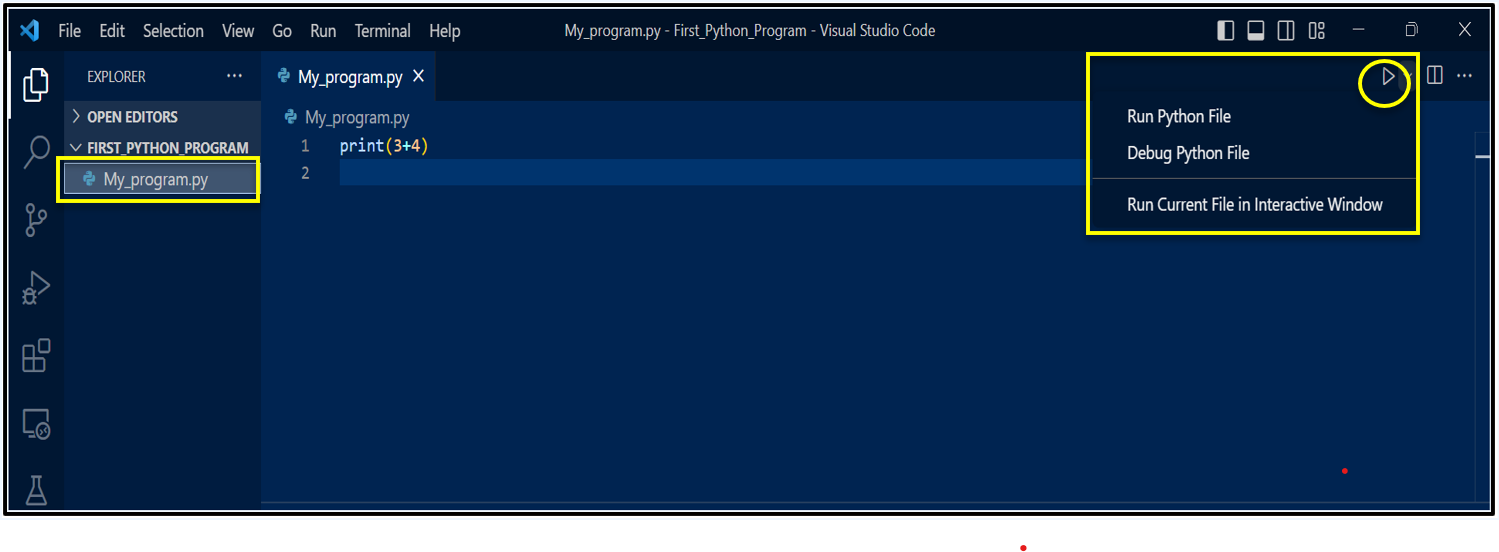 File Edit Selection View Go Run Terminal Help My_program.py - First_Python_Program - Visual Studio Code
EXPLORER ···
OPEN EDITORS
FIRST_PYTHON_PROGRAM
My_program.py
My_program.py
My_program.py
1 print(3+4)
2
Run Python File
Debug Python File
Run Current File in Interactive Window